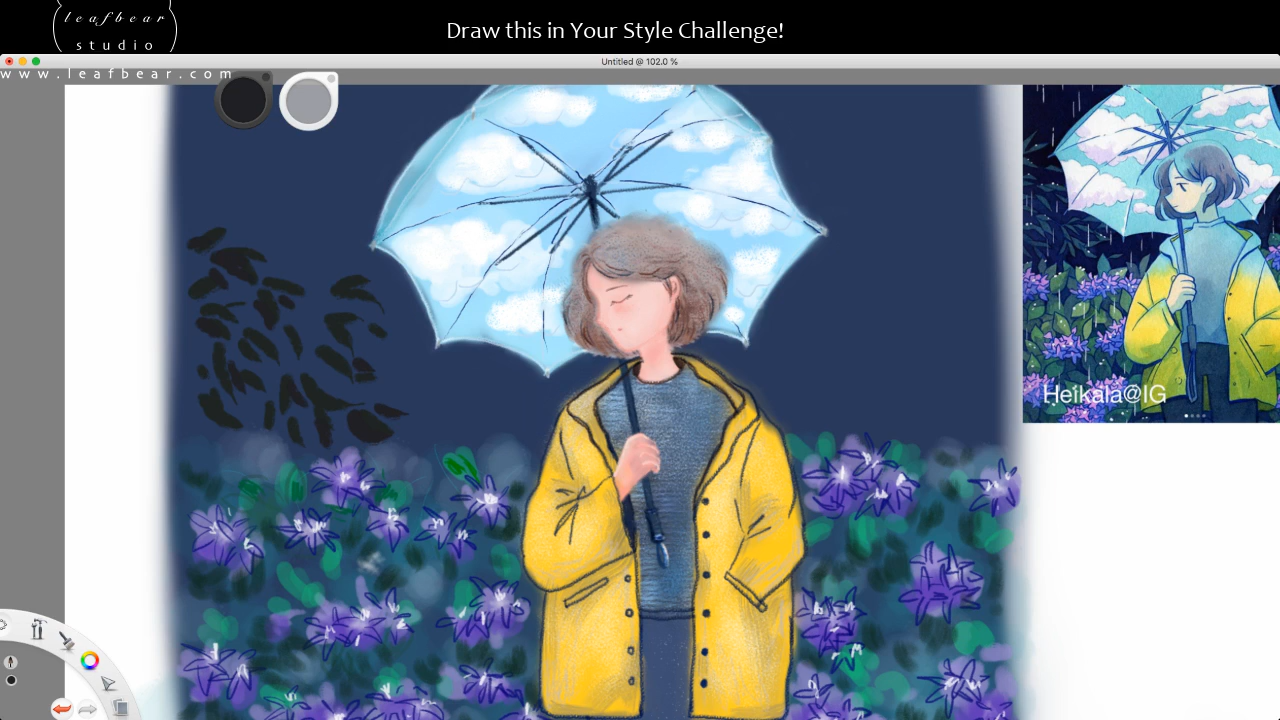 leafbear
studio
Draw this in Your Style Challenge!
Untitled @ 102.0 %
www.leafbear.com
Heikala@IG